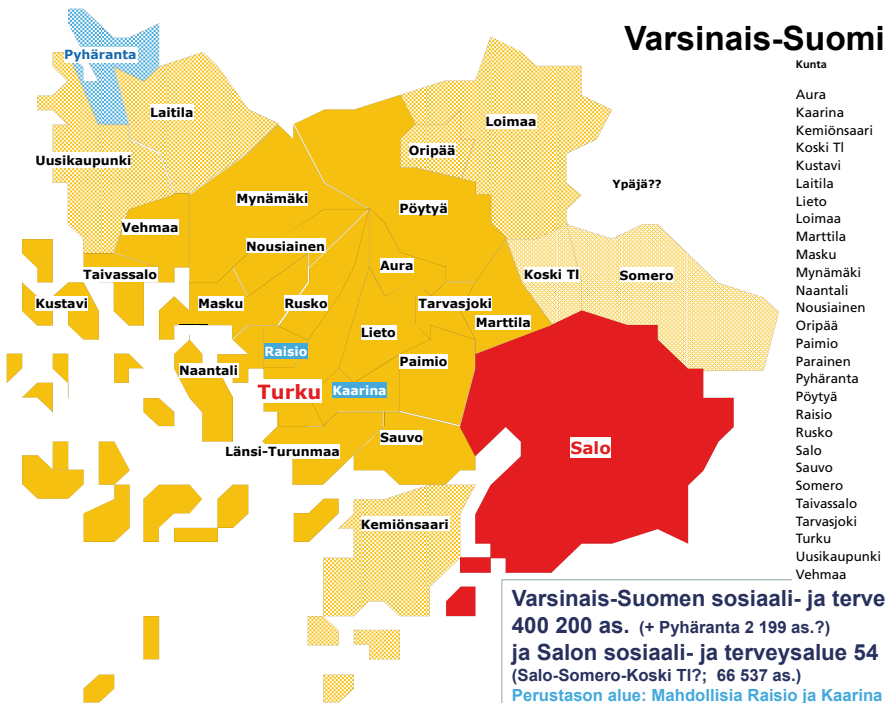 Varsinais-Suomi
Kunta
Aura
Kaarina
Kemiönsaari
Koski Tl
Kustavi
Laitila
Lieto
Loimaa
Marttila
Masku
Mynämäki
Naantali
Nousiainen
Oripää
Paimio
Parainen
Pyhäranta
Pöytyä
Raisio
Rusko
Salo
Sauvo
Somero
Taivassalo
Tarvasjoki
Turku
Uusikaupunki
Vehmaa
Pyhäranta
Laitila
Loimaa
Oripää
Uusikaupunki
Ypäjä??
Mynämäki
Pöytyä
Vehmaa
Nousiainen
Aura
Taivassalo
Koski Tl
Somero
Kustavi
Masku
Rusko
Tarvasjoki
Marttila
Lieto
Raisio
Paimio
Naantali
Turku
Kaarina
Sauvo
Länsi-Turunmaa
Salo
Kemiönsaari
Varsinais-Suomen sosiaali- ja terve
400 200 as. (+ Pyhäranta 2 199 as.?)
ja Salon sosiaali- ja terveysalue 54
(Salo-Somero-Koski Tl?; 66 537 as.)
Perustason alue: Mahdollisia Raisio ja Kaarina